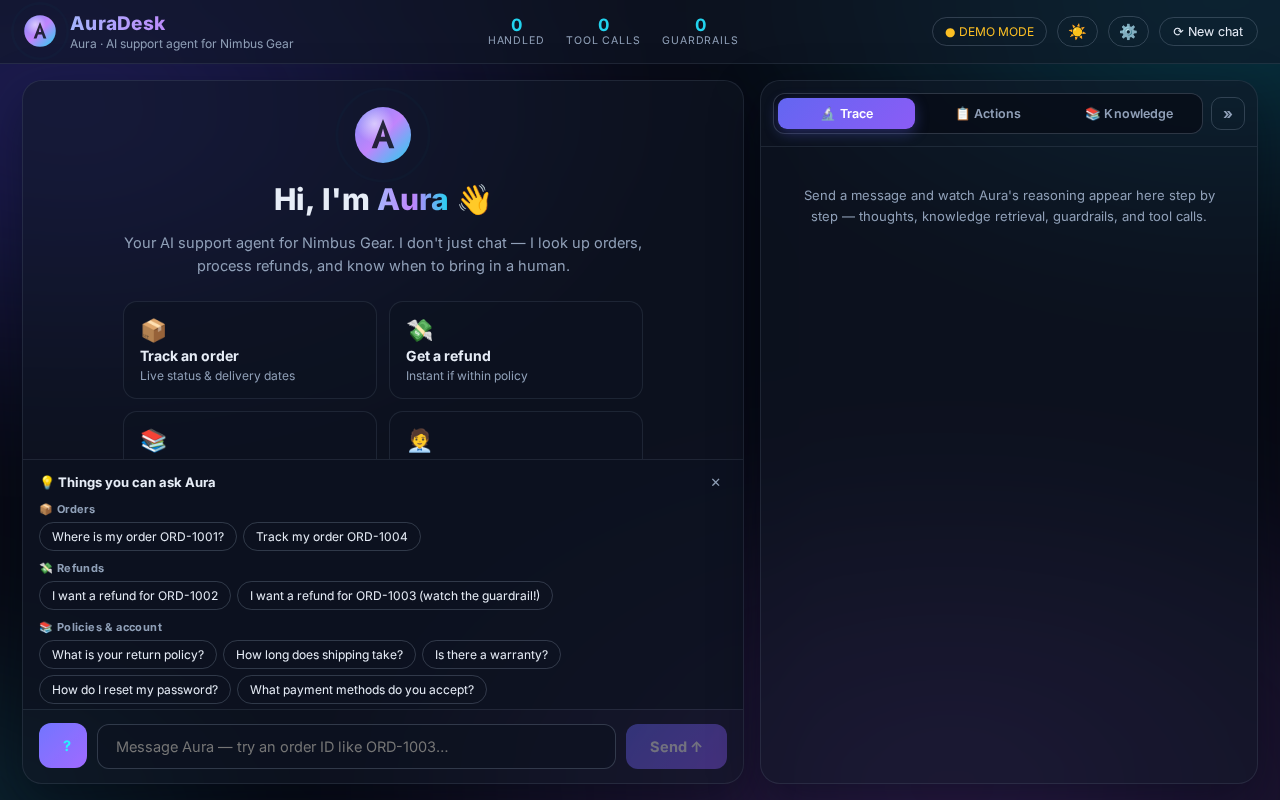 AuraDesk
Aura · AI support agent for Nimbus Gear
0
HANDLED
0
TOOL CALLS
0
GUARDRAILS
DEMO MODE
⟳ New chat
A
Hi, I'm Aura 👋
Your AI support agent for Nimbus Gear. I don't just chat — I look up orders,
process refunds, and know when to bring in a human.
📦
Track an order
Live status & delivery dates
💸
Get a refund
Instant if within policy
💡 Things you can ask Aura
×
📦 Orders
Where is my order ORD-1001?
Track my order ORD-1004
💸 Refunds
I want a refund for ORD-1002
I want a refund for ORD-1003 (watch the guardrail!)
📚 Policies & account
What is your return policy?
How long does shipping take?
Is there a warranty?
How do I reset my password?
What payment methods do you accept?
?
Message Aura — try an order ID like ORD-1003...
Send ↑
🔬 Trace
📋 Actions
📚 Knowledge
»
Send a message and watch Aura's reasoning appear here step by
step — thoughts, knowledge retrieval, guardrails, and tool calls.